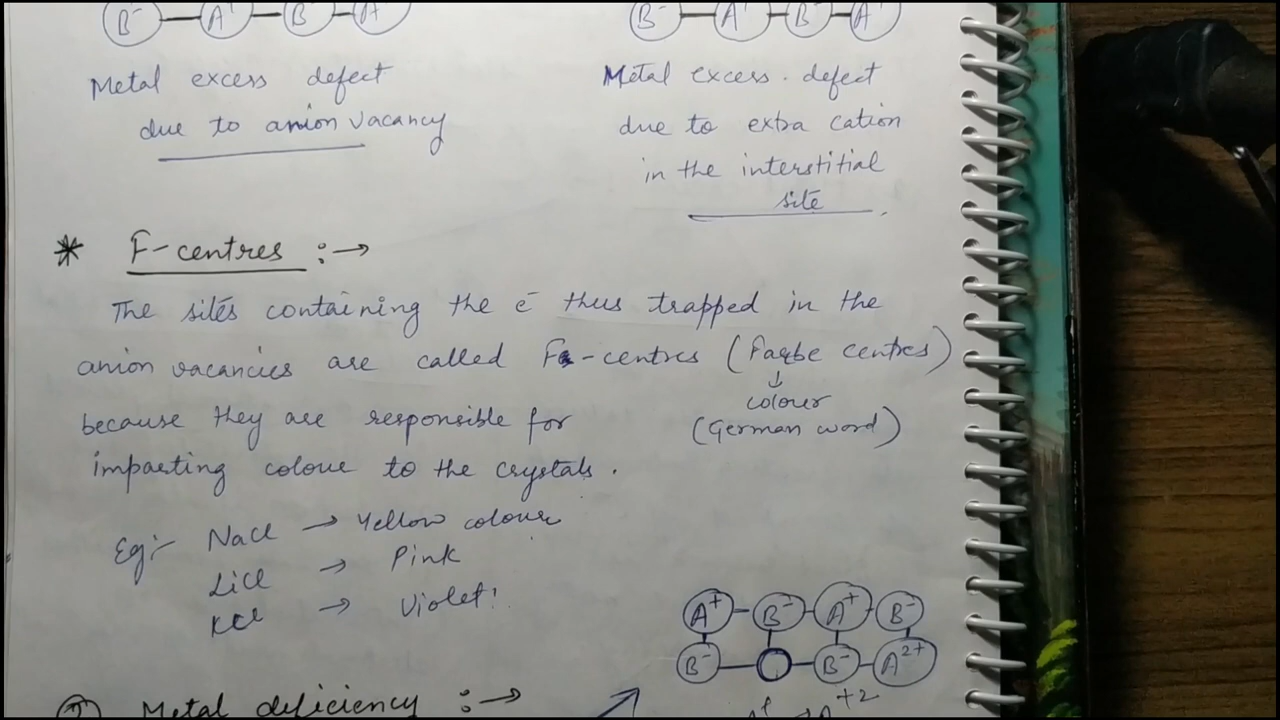 B⁻ A⁺ B⁻ A⁺
B⁻ A⁺ B⁻ A⁺
Metal excess defect
due to anion vacancy
Metal excess defect
due to extra cation
in the interstitial
site
* F-centres :→
The sites containing the e⁻ thus trapped in the
anion vacancies are called F-centres (Farbe centres)
↓
colour
(German word)
because they are responsible for
imparting colour to the crystals.
Eg:- NaCl → Yellow colour
LiCl → Pink
KCl → Violet!
A⁺ B⁻ A⁺ B⁻
B⁻ B⁻ A²⁺
② Metal deficiency :→